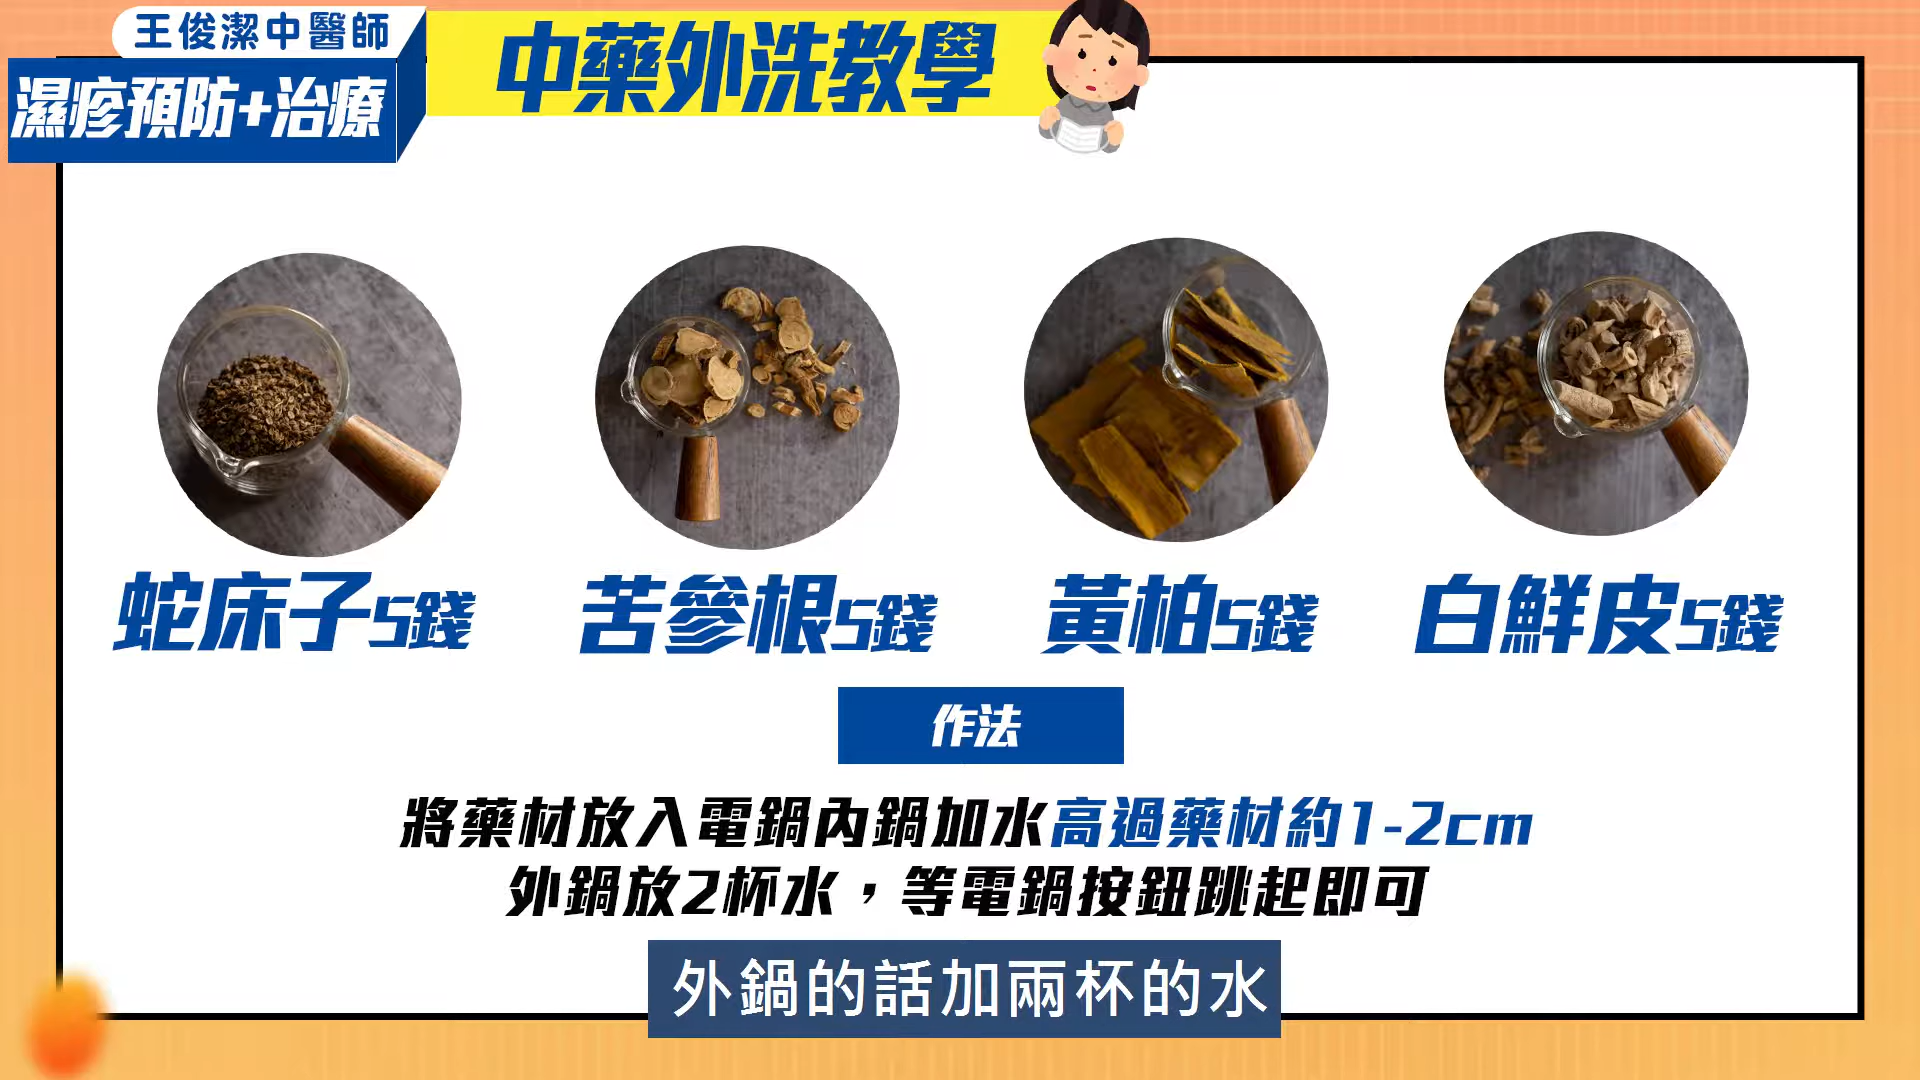 王俊潔中醫師
濕疹預防+治療
中藥外洗教學
蛇床子5錢
苦參根5錢
黃柏5錢
白鮮皮5錢
作法
將藥材放入電鍋內鍋加水高過藥材約1-2cm
外鍋放2杯水，等電鍋按鈕跳起即可
外鍋的話加兩杯的水